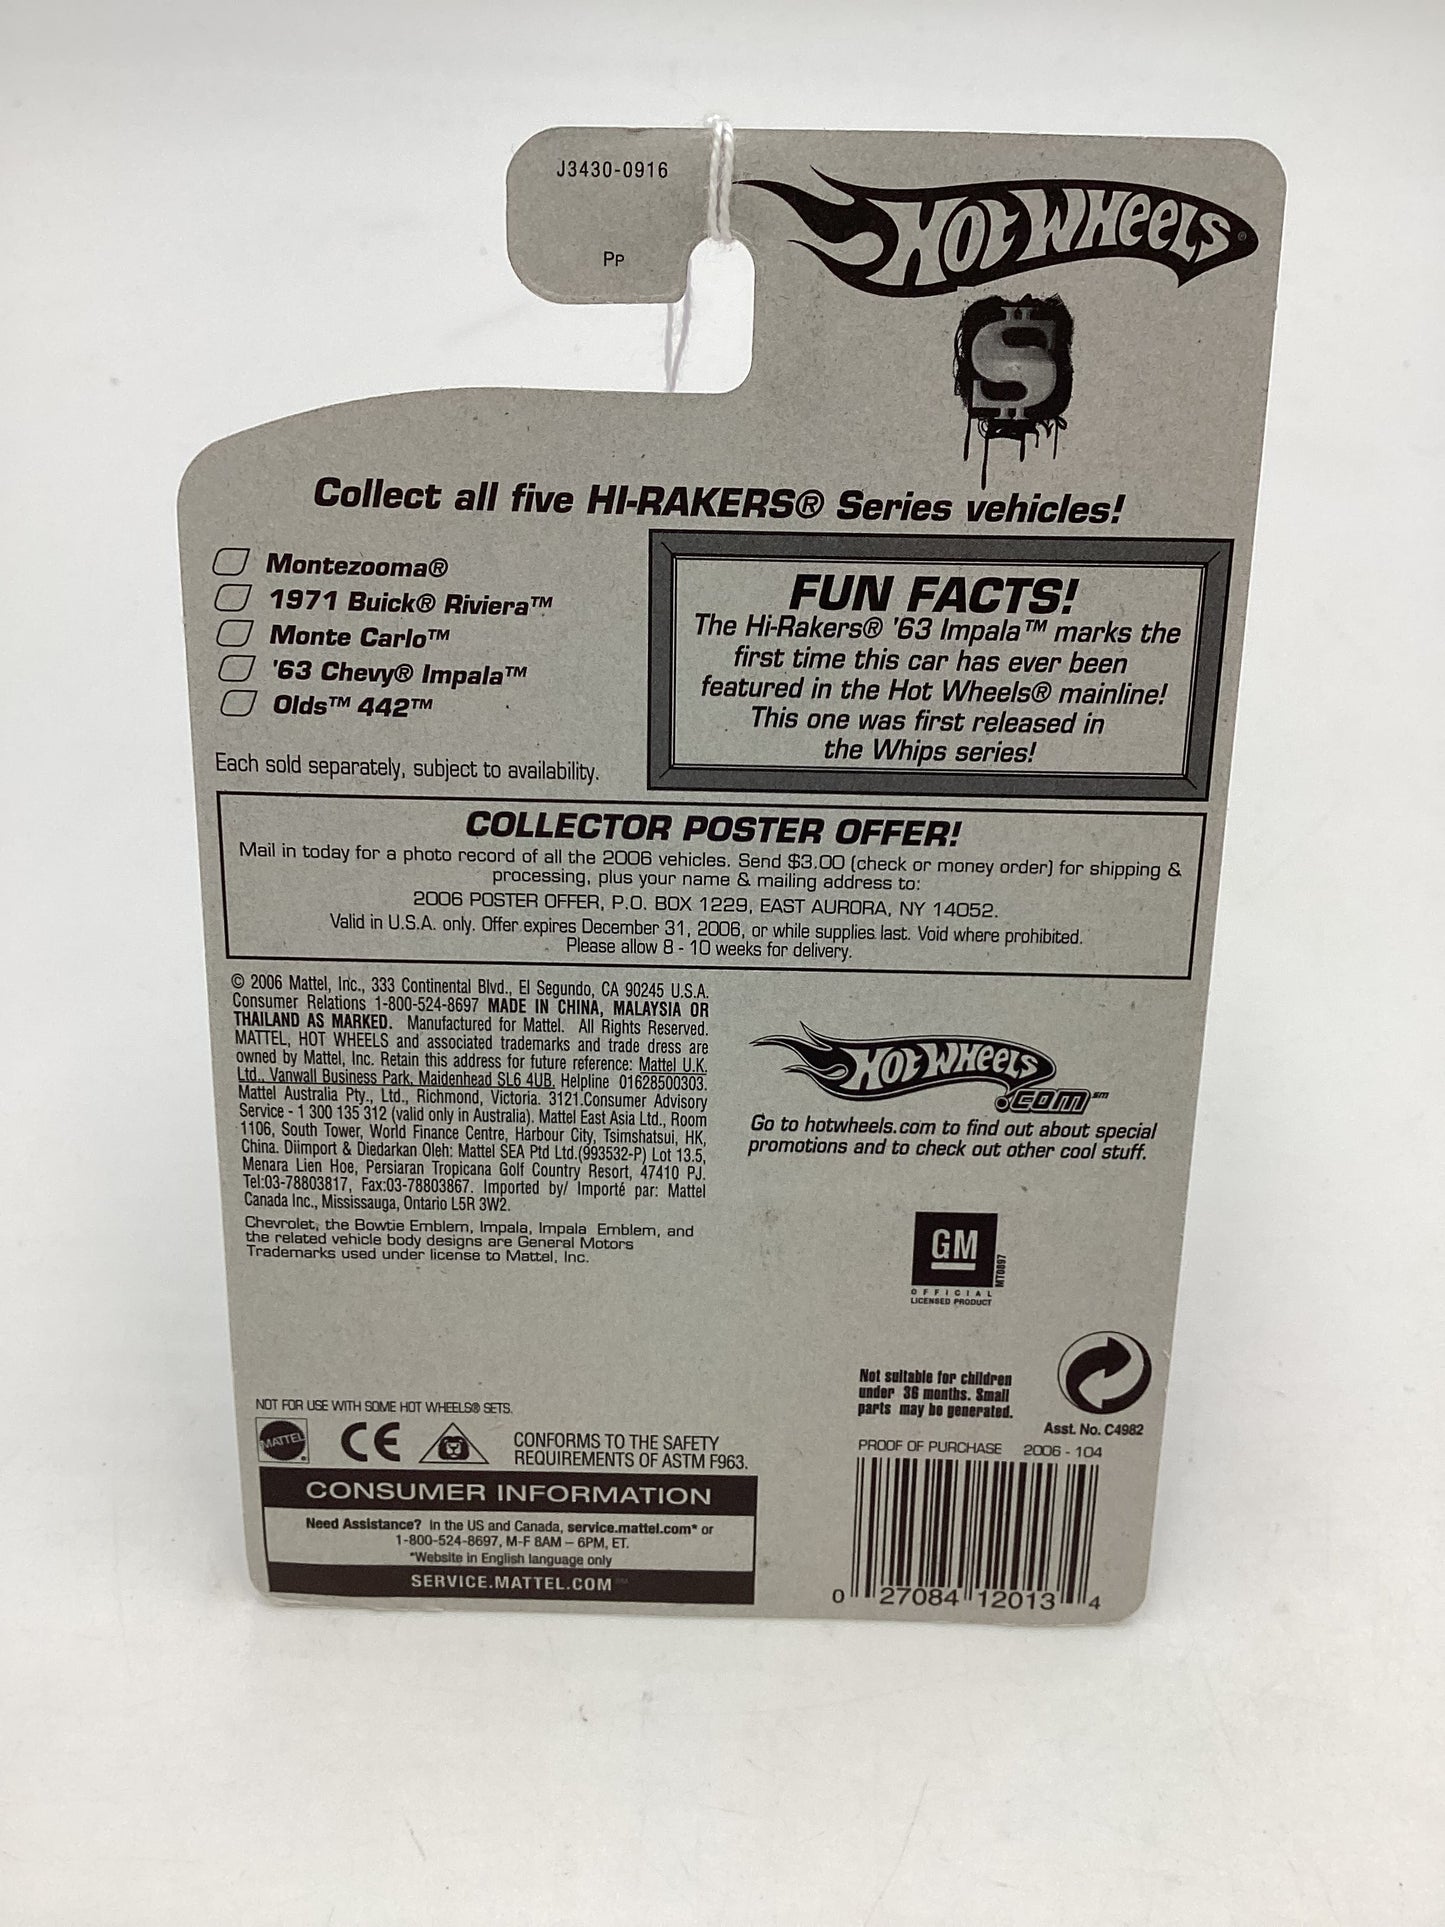 J3430-0916
PP
HOT WHEELS®
S
Collect all five HI-RAKERS® Series vehicles!
Montezooma®
1971 Buick® Riviera™
Monte Carlo™
'63 Chevy® Impala™
Olds™ 442™
Each sold separately, subject to availability.
FUN FACTS!
The Hi-Rakers® '63 Impala™ marks the
first time this car has ever been
featured in the Hot Wheels® mainline!
This one was first released in
the Whips series!
COLLECTOR POSTER OFFER!
Mail in today for a photo record of all the 2006 vehicles. Send $3.00 (check or money order) for shipping &
processing, plus your name & mailing address to:
2006 POSTER OFFER, P.O. BOX 1229, EAST AURORA, NY 14052.
Valid in U.S.A. only. Offer expires December 31, 2006, or while supplies last. Void where prohibited.
Please allow 8 - 10 weeks for delivery.
© 2006 Mattel, Inc., 333 Continental Blvd., El Segundo, CA 90245 U.S.A.
Consumer Relations 1-800-524-8697 MADE IN CHINA, MALAYSIA OR
THAILAND AS MARKED. Manufactured for Mattel. All Rights Reserved.
MATTEL, HOT WHEELS and associated trademarks and trade dress are
owned by Mattel, Inc. Retain this address for future reference: Mattel U.K.
Ltd., Vanwall Business Park, Maidenhead SL6 4UB. Helpline 01628500303.
Mattel Australia Pty., Ltd., Richmond, Victoria. 3121.Consumer Advisory
Service - 1 300 135 312 (valid only in Australia). Mattel East Asia Ltd., Room
1106, South Tower, World Finance Centre, Harbour City, Tsimshatsui, HK,
China. Diimport & Diedarkan Oleh: Mattel SEA Ptd Ltd.(993532-P) Lot 13.5,
Menara Lien Hoe, Persiaran Tropicana Golf Country Resort, 47410 PJ.
Tel:03-78803817, Fax:03-78803867. Imported by/ Importé par: Mattel
Canada Inc., Mississauga, Ontario L5R 3W2.
Chevrolet, the Bowtie Emblem, Impala, Impala Emblem, and
the related vehicle body designs are General Motors
Trademarks used under license to Mattel, Inc.
HOT WHEELS
.com℠
Go to hotwheels.com to find out about special
promotions and to check out other cool stuff.
GM
MT0897
OFFICIAL
LICENSED PRODUCT
Not suitable for children
under 36 months. Small
parts may be generated.
Asst. No. C4982
PROOF OF PURCHASE 2006 - 104
0 27084 12013 4
NOT FOR USE WITH SOME HOT WHEELS® SETS.
MATTEL
CE
CONFORMS TO THE SAFETY
REQUIREMENTS OF ASTM F963.
CONSUMER INFORMATION
Need Assistance? In the US and Canada, service.mattel.com* or
1-800-524-8697, M-F 8AM – 6PM, ET.
*Website in English language only
SERVICE.MATTEL.COM℠